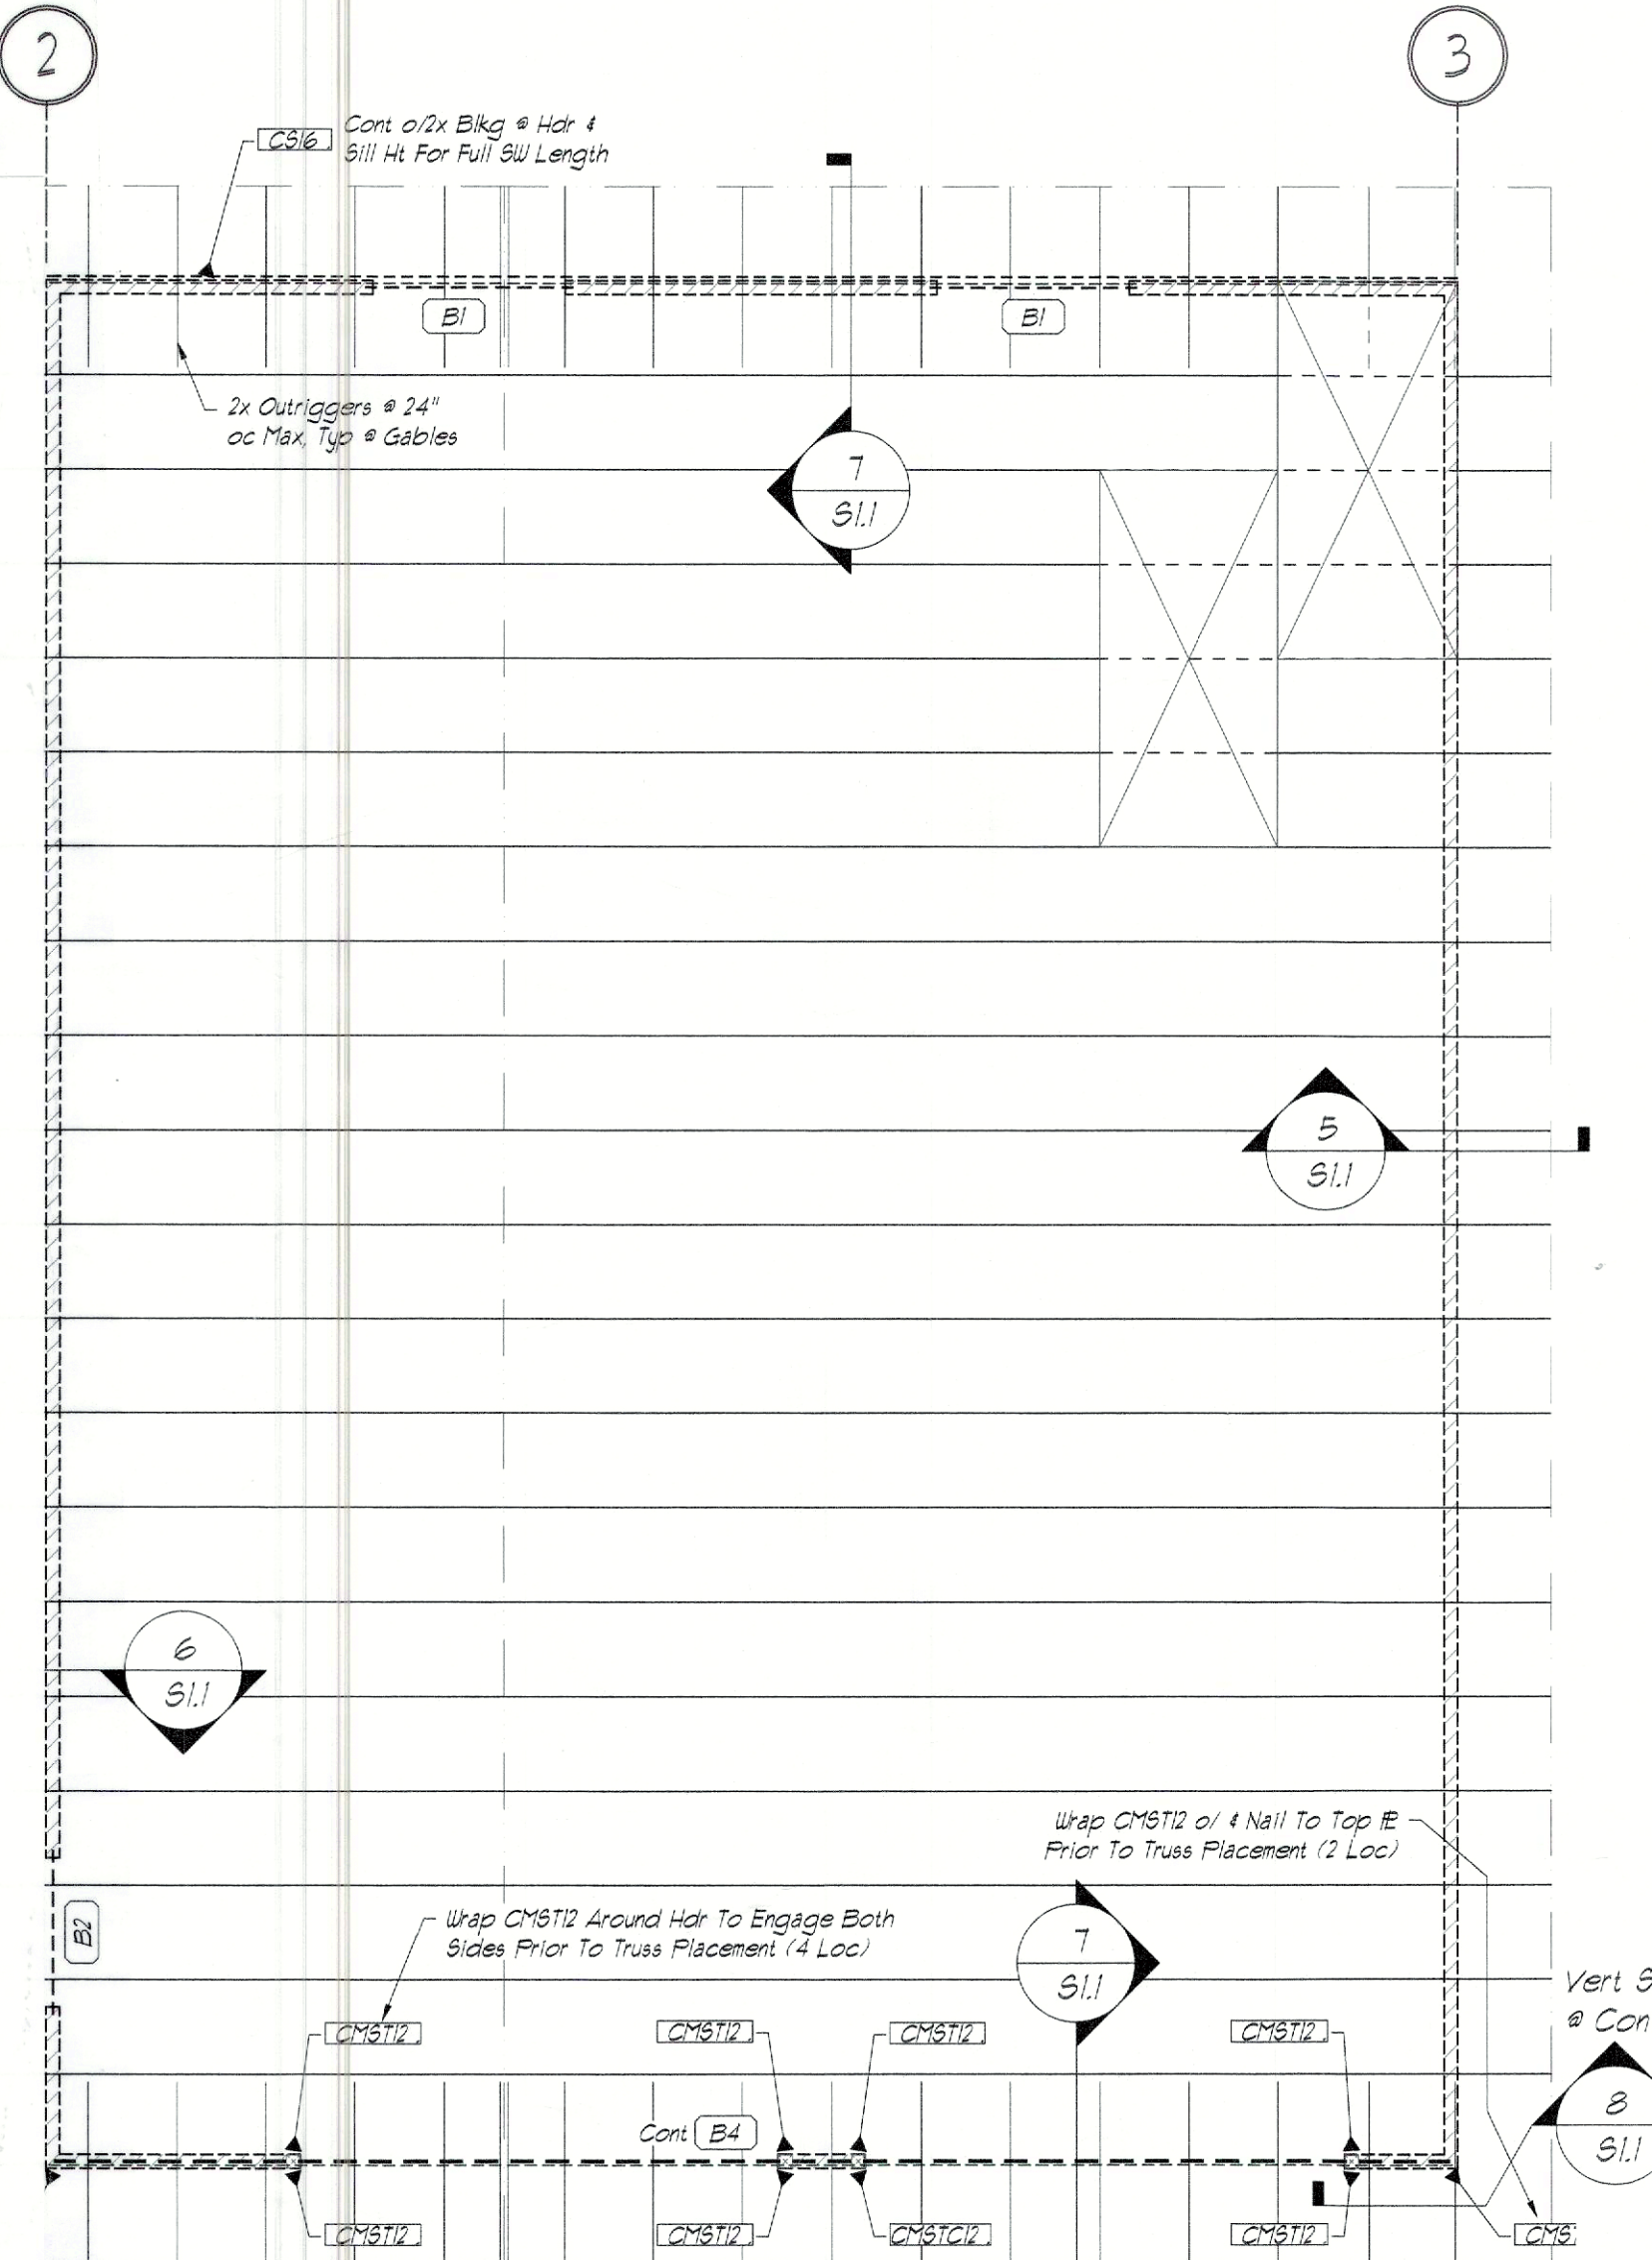 2
3
CS16
Cont o/2x Blkg @ Hdr &
Sill Ht For Full SW Length
B1
B1
2x Outriggers @ 24"
oc Max, Typ @ Gables
7
S1.1
5
S1.1
6
S1.1
Wrap CMST12 o/ & Nail To Top PL
Prior To Truss Placement (2 Loc)
B2
Wrap CMST12 Around Hdr To Engage Both
Sides Prior To Truss Placement (4 Loc)
7
S1.1
Vert S
@ Con
CMST12
CMST12
CMST12
CMST12
8
S1.1
Cont B4
CMST12
CMST12
CMSTC12
CMST12
CMS